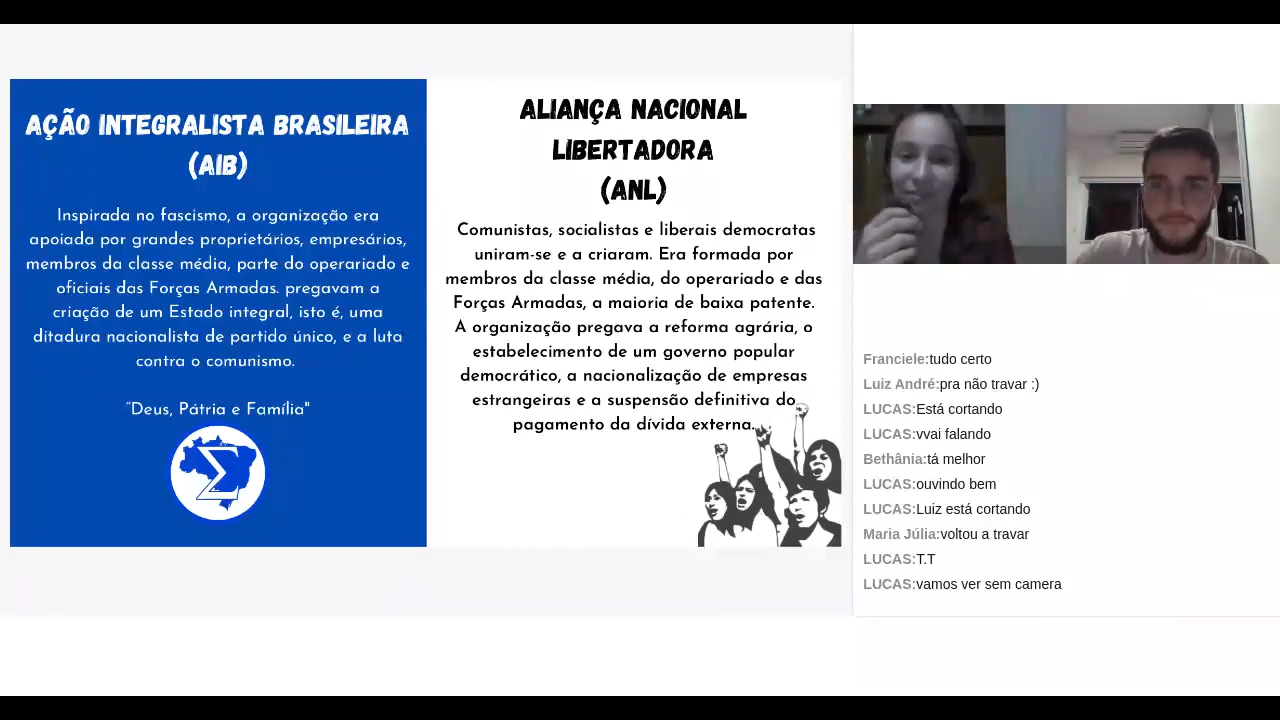 AÇÃO INTEGRALISTA BRASILEIRA
(AIB)
Inspirada no fascismo, a organização era
apoiada por grandes proprietários, empresários,
membros da classe média, parte do operariado e
oficiais das Forças Armadas. pregavam a
criação de um Estado integral, isto é, uma
ditadura nacionalista de partido único, e a luta
contra o comunismo.
"Deus, Pátria e Família"
Σ
ALIANÇA NACIONAL
LIBERTADORA
(ANL)
Comunistas, socialistas e liberais democratas
uniram-se e a criaram. Era formada por
membros da classe média, do operariado e das
Forças Armadas, a maioria de baixa patente.
A organização pregava a reforma agrária, o
estabelecimento de um governo popular
democrático, a nacionalização de empresas
estrangeiras e a suspensão definitiva do
pagamento da dívida externa.
Franciele:tudo certo
Luiz André:pra não travar :)
LUCAS:Está cortando
LUCAS:vvai falando
Bethânia:tá melhor
LUCAS:ouvindo bem
LUCAS:Luiz está cortando
Maria Júlia:voltou a travar
LUCAS:T.T
LUCAS:vamos ver sem camera